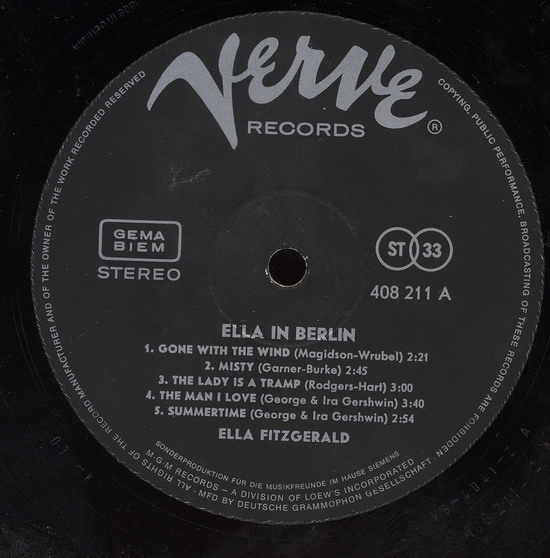 Verve
RECORDS
®
ALL RIGHTS OF THE RECORD MANUFACTURER AND OF THE OWNER OF THE WORK RECORDED RESERVED
COPYING, PUBLIC PERFORMANCE, BROADCASTING OF THESE RECORDS ARE FORBIDDEN
GEMA
BIEM
STEREO
ST 33
408 211 A
ELLA IN BERLIN
1. GONE WITH THE WIND (Magidson-Wrubel) 2:21
2. MISTY (Garner-Burke) 2:45
3. THE LADY IS A TRAMP (Rodgers-Hart) 3:00
4. THE MAN I LOVE (George & Ira Gershwin) 3:40
5. SUMMERTIME (George & Ira Gershwin) 2:54
ELLA FITZGERALD
SONDERPRODUKTION FÜR DIE MUSIKFREUNDE IM HAUSE SIEMENS
M.G.M RECORDS – A DIVISION OF LOEW'S INCORPORATED
MFD BY DEUTSCHE GRAMMOPHON GESELLSCHAFT